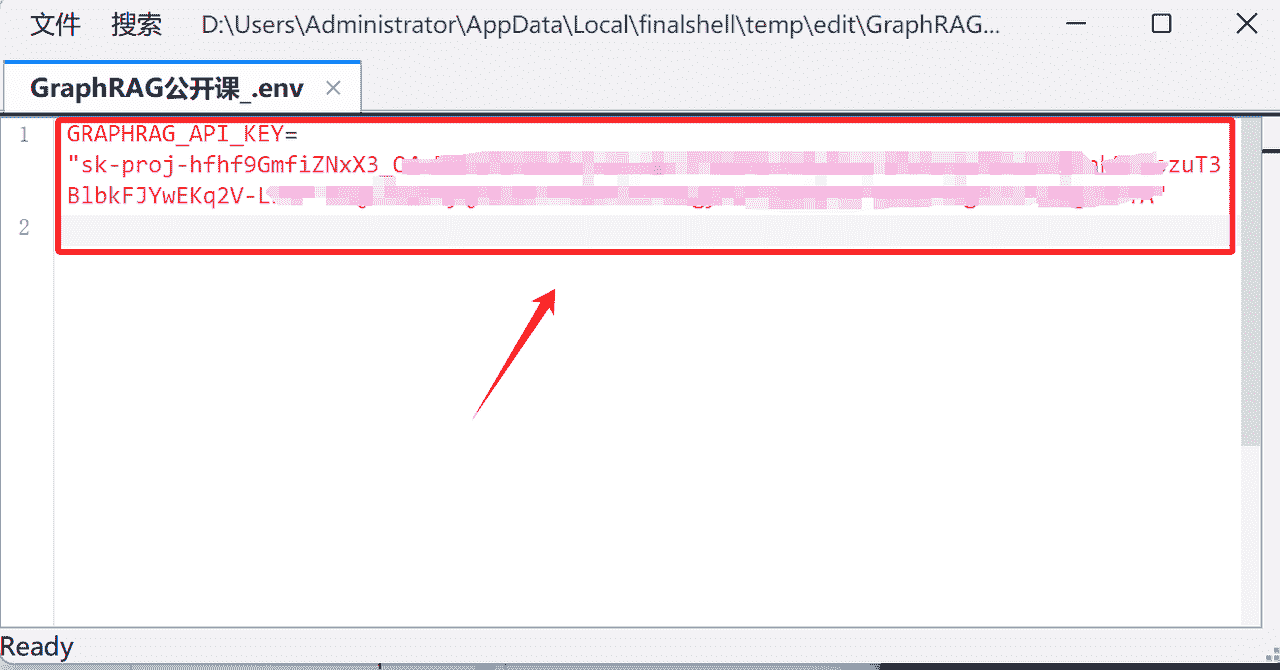 文件 搜索 D:\Users\Administrator\AppData\Local\finalshell\temp\edit\GraphRAG...
GraphRAG公开课_.env
1 GRAPHRAG_API_KEY=
"sk-proj-hfhf9GmfiZNxX3_ zuT3
BlbkFJYwEKq2V-L
2
Ready